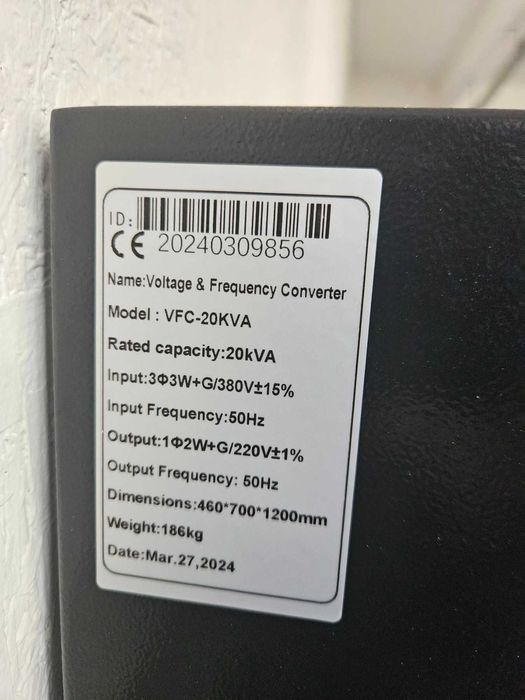 ID:
CE 20240309856
Name:Voltage & Frequency Converter
Model : VFC-20KVA
Rated capacity:20kVA
Input:3Φ3W+G/380V±15%
Input Frequency:50Hz
Output:1Φ2W+G/220V±1%
Output Frequency: 50Hz
Dimensions:460*700*1200mm
Weight:186kg
Date:Mar.27,2024